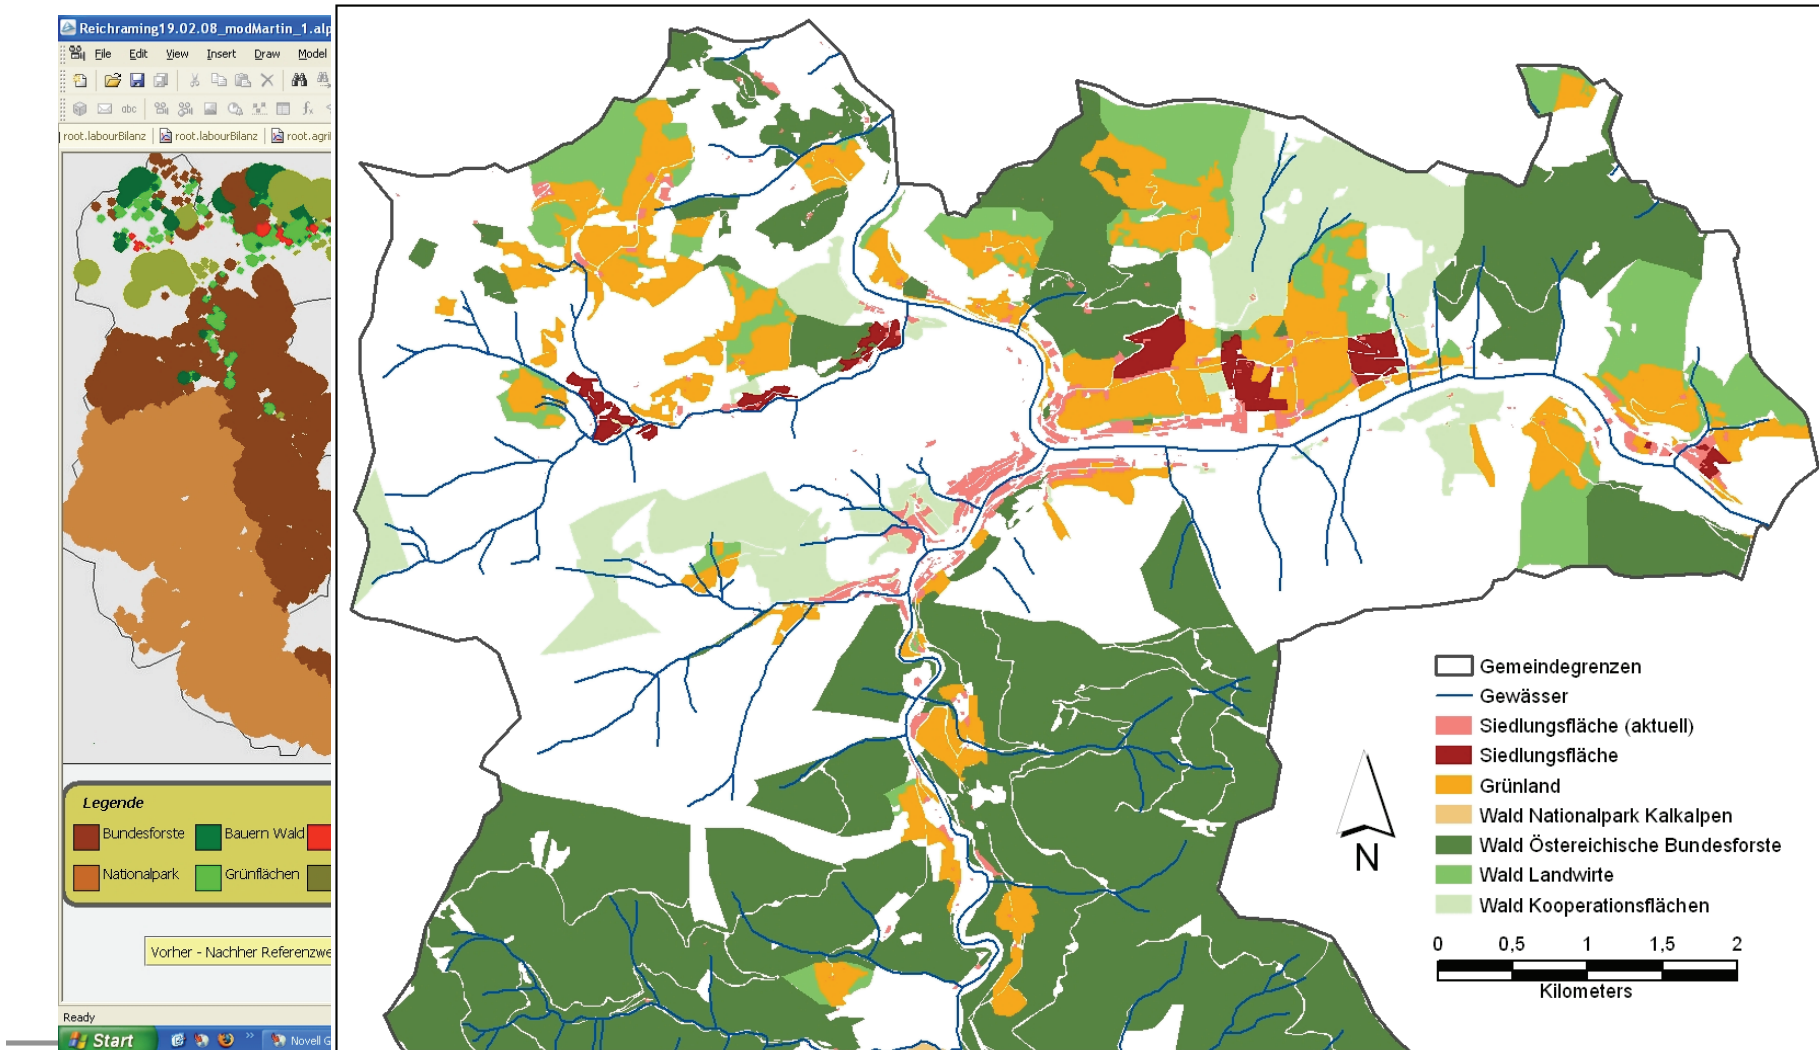 Reichraming19.02.08_modMartin_1.alp
File Edit View Insert Draw Model
abc
root.labourBilanz root.labourBilanz root.agri
Legende
Bundesforste Bauern Wald
Nationalpark Grünflächen
Vorher - Nachher Referenzwe
Ready
Start Novell G
Gemeindegrenzen
Gewässer
Siedlungsfläche (aktuell)
Siedlungsfläche
Grünland
Wald Nationalpark Kalkalpen
Wald Östereichische Bundesforste
Wald Landwirte
Wald Kooperationsflächen
N
0 0,5 1 1,5 2
Kilometers